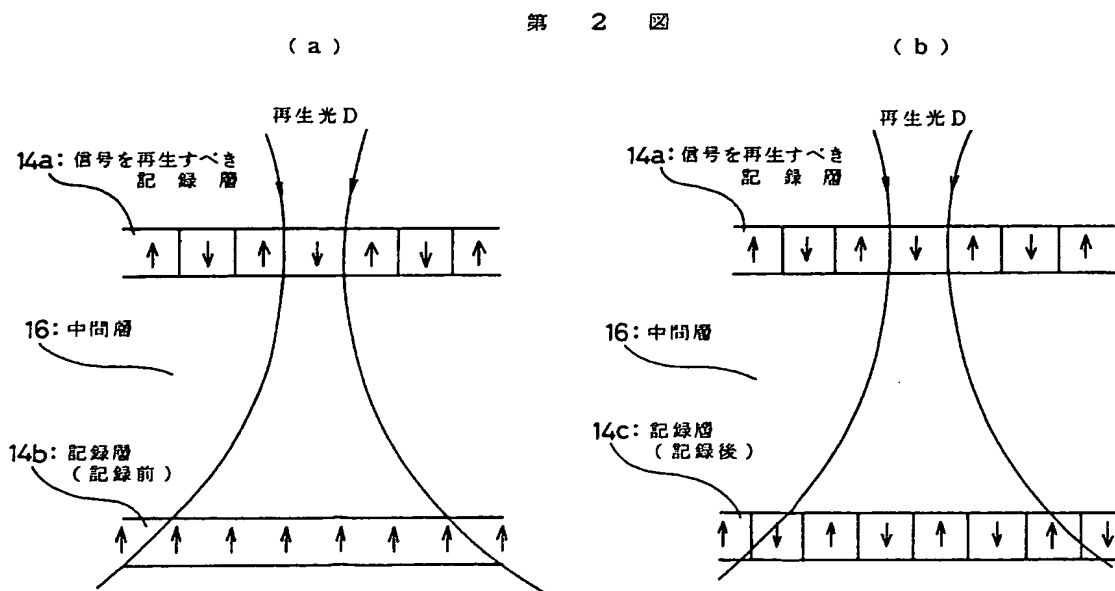 第 2 図
(a)
再生光D
14a:信号を再生すべき
記録層
16:中間層
14b:記録層
(記録前)
(b)
再生光D
14a:信号を再生すべき
記録層
16:中間層
14c:記録層
(記録後)